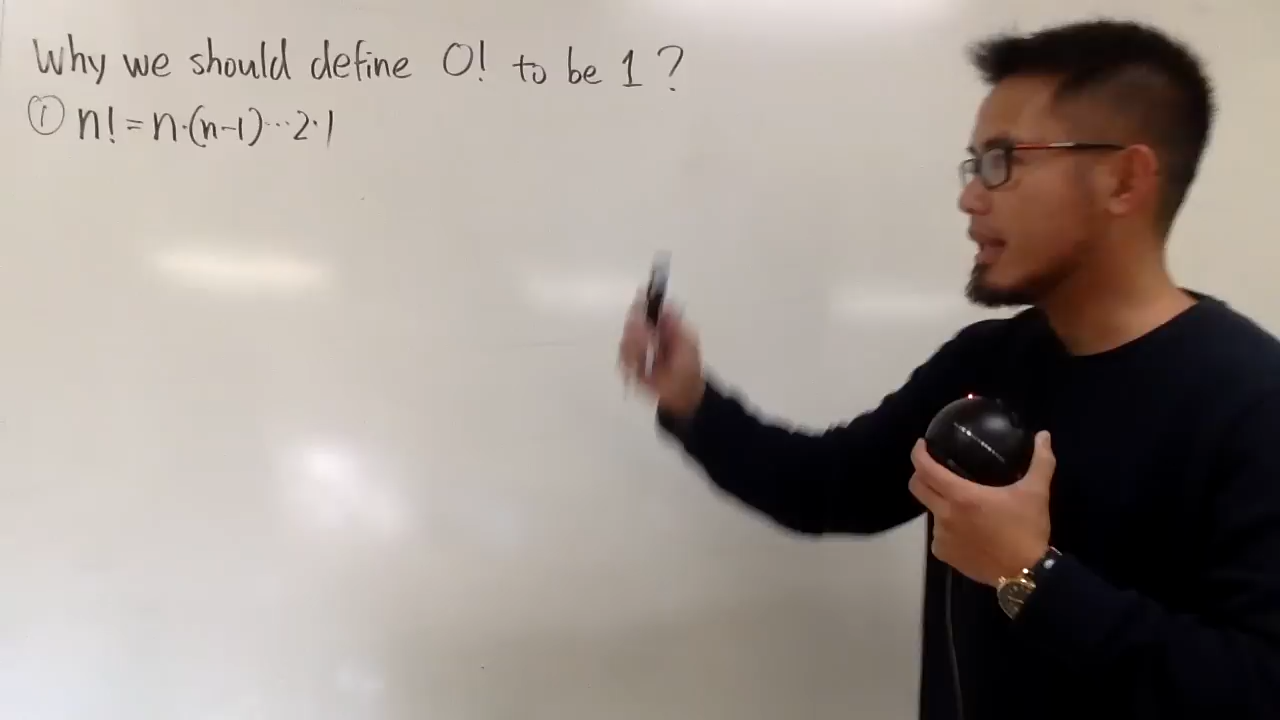 Why we should define 0! to be 1?
① n! = n·(n-1)···2·1